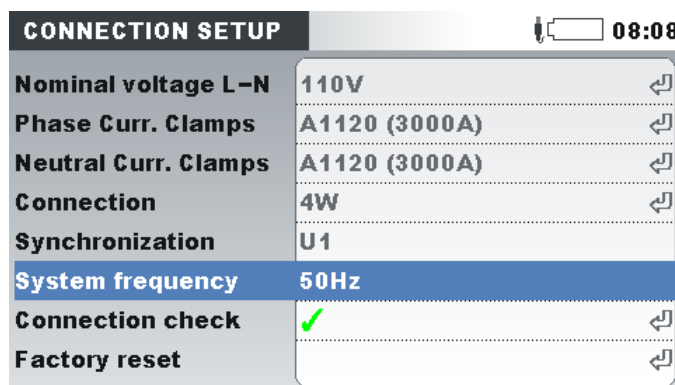 CONNECTION SETUP 08:08
Nominal voltage L-N 110V
Phase Curr. Clamps A1120 (3000A)
Neutral Curr. Clamps A1120 (3000A)
Connection 4W
Synchronization U1
System frequency 50Hz
Connection check ✓
Factory reset